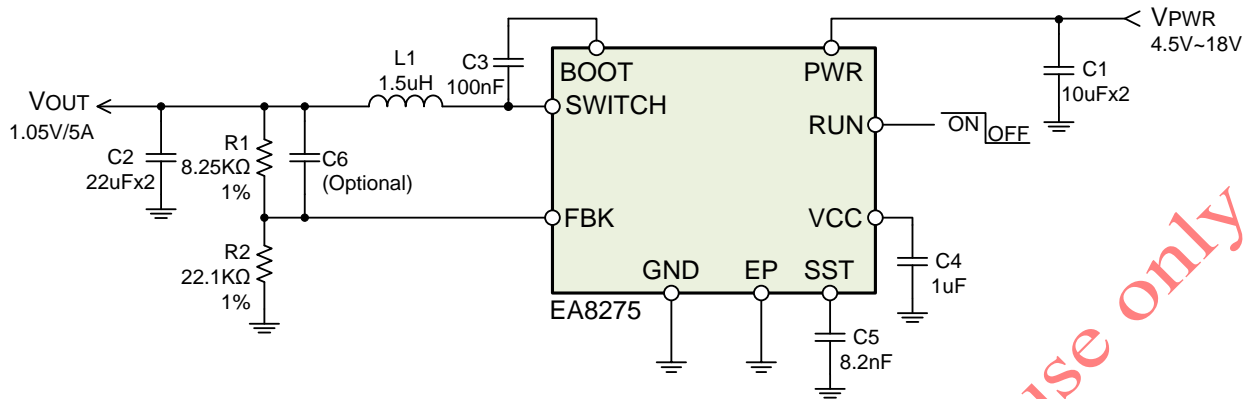 VPWR
4.5V~18V
C1
10uFx2
BOOT
PWR
C3
100nF
L1
1.5uH
SWITCH
VOUT
1.05V/5A
RUN
ON
OFF
C2
22uFx2
R1
8.25KΩ
1%
C6
(Optional)
FBK
VCC
C4
1uF
R2
22.1KΩ
1%
GND
EP
SST
EA8275
C5
8.2nF
use only